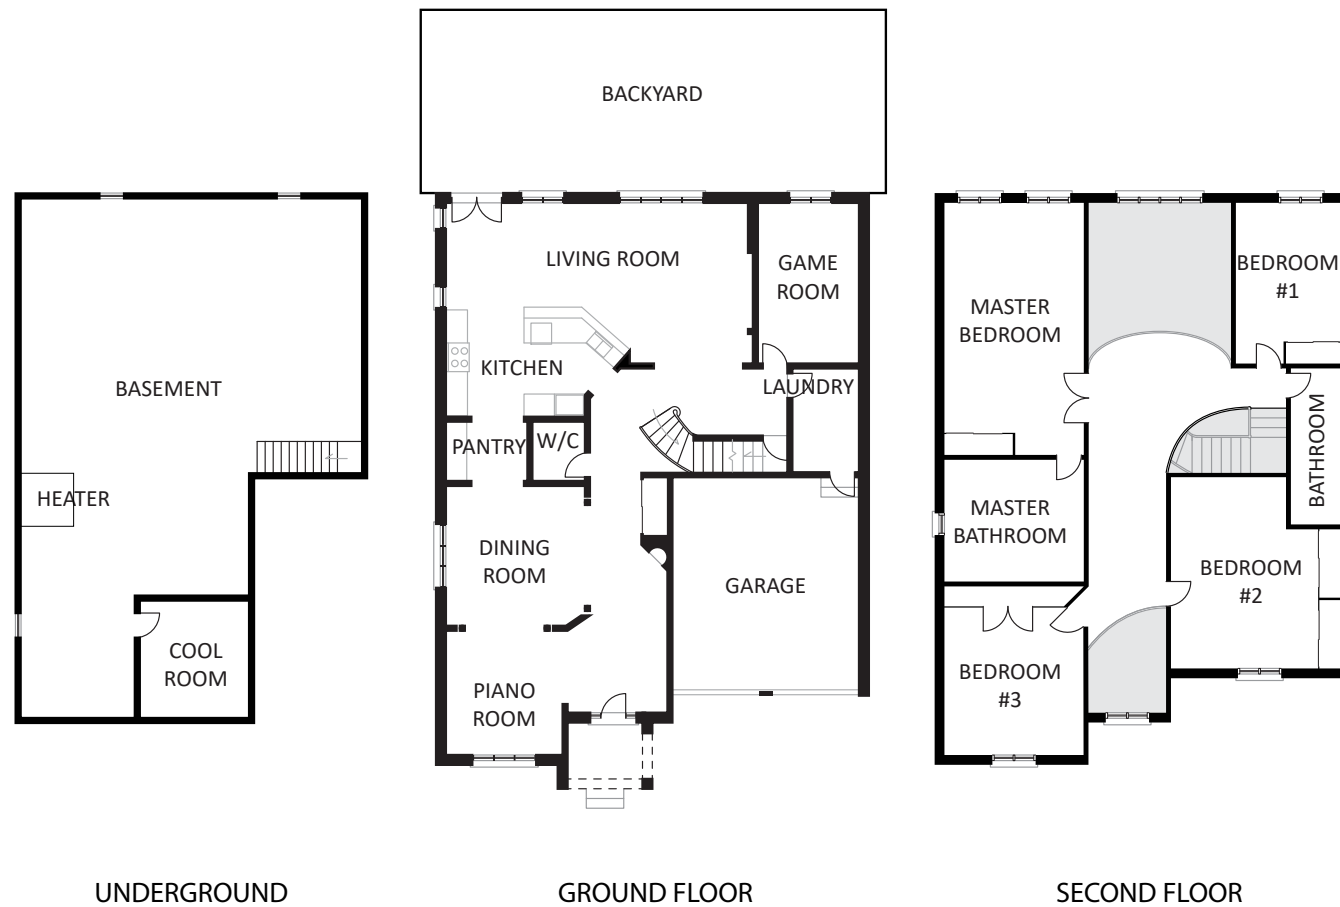 BASEMENT
HEATER
COOL
ROOM
UNDERGROUND
BACKYARD
LIVING ROOM
GAME
ROOM
KITCHEN
LAUNDRY
PANTRY
W/C
DINING
ROOM
GARAGE
PIANO
ROOM
GROUND FLOOR
BEDROOM
#1
MASTER
BEDROOM
BATHROOM
MASTER
BATHROOM
BEDROOM
#2
BEDROOM
#3
SECOND FLOOR